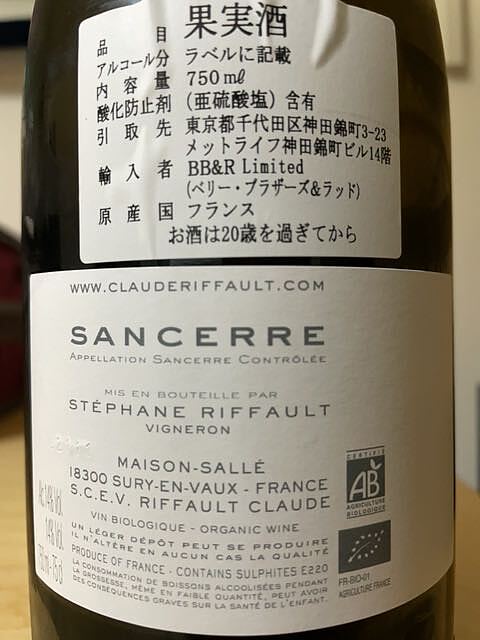 品目 果実酒
アルコール分 ラベルに記載
内容量 750㎖
酸化防止剤 (亜硫酸塩)含有
引取先 東京都千代田区神田錦町3-23
メットライフ神田錦町ビル14階
輸入者 BB&R Limited
(ベリー・ブラザーズ&ラッド)
原産国 フランス
お酒は20歳を過ぎてから
WWW.CLAUDERIFFAULT.COM
SANCERRE
APPELLATION SANCERRE CONTRÔLÉE
MIS EN BOUTEILLE PAR
STÉPHANE RIFFAULT
VIGNERON
MAISON-SALLÉ
18300 SURY-EN-VAUX - FRANCE
S.C.E.V. RIFFAULT CLAUDE
VIN BIOLOGIQUE - ORGANIC WINE
UN LÉGER DÉPÔT PEUT SE PRODUIRE
IL N'ALTÈRE EN AUCUN CAS LA QUALITÉ
PRODUCE OF FRANCE - CONTAINS SULPHITES E220
LA CONSOMMATION DE BOISSONS ALCOOLISÉES PENDANT
LA GROSSESSE, MÊME EN FAIBLE QUANTITÉ, PEUT AVOIR
DES CONSÉQUENCES GRAVES SUR LA SANTÉ DE L'ENFANT.
Alc 14% Vol.
14% Vol.
750 ml - 75 cl
CERTIFIÉ
AB
AGRICULTURE
BIOLOGIQUE
FR-BIO-01
AGRICULTURE FRANCE